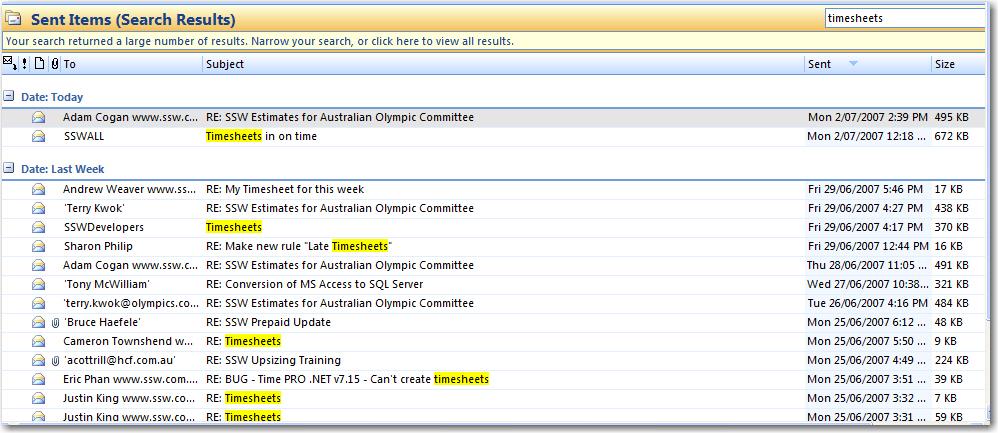 Sent Items (Search Results) timesheets
Your search returned a large number of results. Narrow your search, or click here to view all results.
! To Subject Sent Size
Date: Today
Adam Cogan www.ssw.c... RE: SSW Estimates for Australian Olympic Committee Mon 2/07/2007 2:39 PM 495 KB
SSWALL Timesheets in on time Mon 2/07/2007 12:18 ... 672 KB
Date: Last Week
Andrew Weaver www.ss... RE: My Timesheet for this week Fri 29/06/2007 5:46 PM 17 KB
'Terry Kwok' RE: SSW Estimates for Australian Olympic Committee Fri 29/06/2007 4:27 PM 438 KB
SSWDevelopers Timesheets Fri 29/06/2007 4:17 PM 370 KB
Sharon Philip RE: Make new rule "Late Timesheets" Fri 29/06/2007 12:44 PM 16 KB
Adam Cogan www.ssw.c... RE: SSW Estimates for Australian Olympic Committee Thu 28/06/2007 11:05 ... 491 KB
'Tony McWilliam' RE: Conversion of MS Access to SQL Server Wed 27/06/2007 10:38... 321 KB
'terry.kwok@olympics.co... RE: SSW Estimates for Australian Olympic Committee Tue 26/06/2007 4:16 PM 484 KB
'Bruce Haefele' RE: SSW Prepaid Update Mon 25/06/2007 6:12 ... 48 KB
Cameron Townshend w... RE: Timesheets Mon 25/06/2007 5:50 ... 9 KB
'acottrill@hcf.com.au' RE: SSW Upsizing Training Mon 25/06/2007 4:49 ... 224 KB
Eric Phan www.ssw.com.... RE: BUG - Time PRO .NET v7.15 - Can't create timesheets Mon 25/06/2007 3:51 ... 39 KB
Justin King www.ssw.co... RE: Timesheets Mon 25/06/2007 3:32 ... 7 KB
Justin King www.ssw.co... RE: Timesheets Mon 25/06/2007 3:31 ... 59 KB